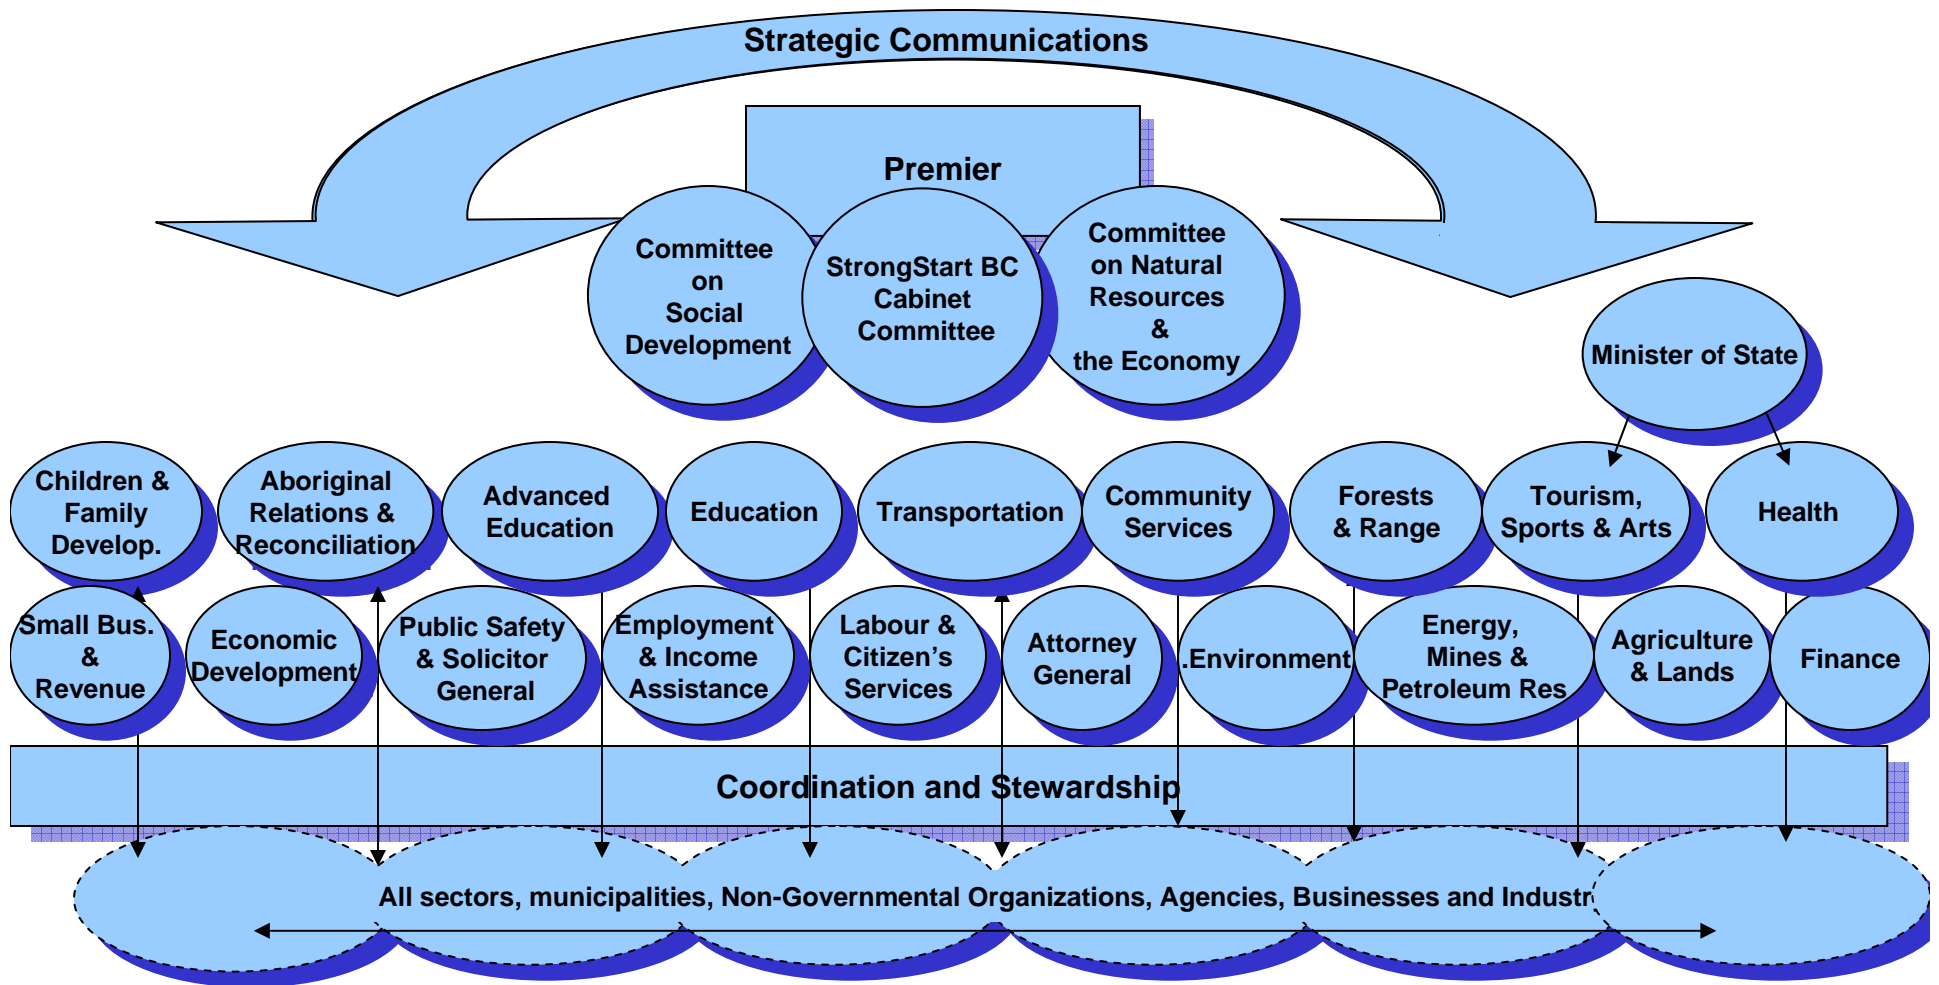 Strategic Communications
Premier
Committee
on
Social
Development
StrongStart BC
Cabinet
Committee
Committee
on Natural
Resources
&
the Economy
Minister of State
Children &
Family
Develop.
Aboriginal
Relations &
Reconciliation
Advanced
Education
Education
Transportation
Community
Services
Forests
& Range
Tourism,
Sports & Arts
Health
Small Bus.
&
Revenue
Economic
Development
Public Safety
& Solicitor
General
Employment
& Income
Assistance
Labour &
Citizen’s
Services
Attorney
General
.Environment
Energy,
Mines &
Petroleum Res
Agriculture
& Lands
Finance
Coordination and Stewardship
All sectors, municipalities, Non-Governmental Organizations, Agencies, Businesses and Industr